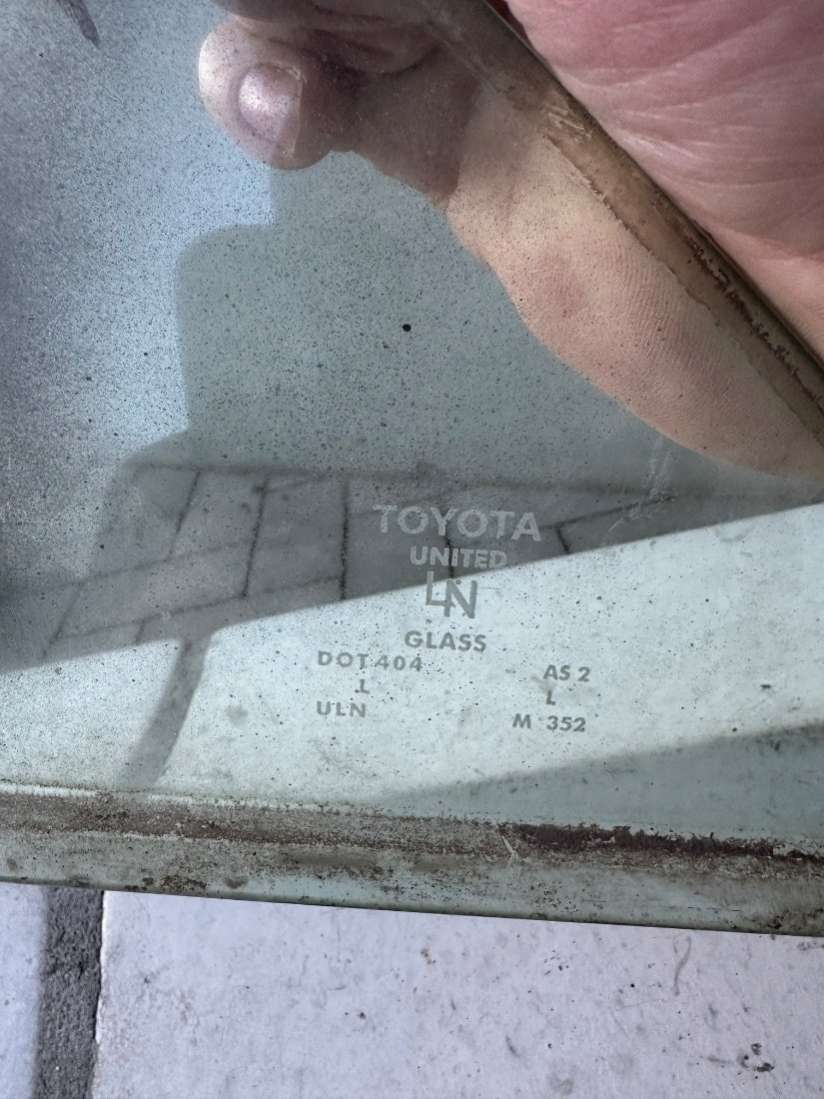 TOYOTA
UNITED
LN
GLASS
DOT 404 AS 2
L L
ULN M 352